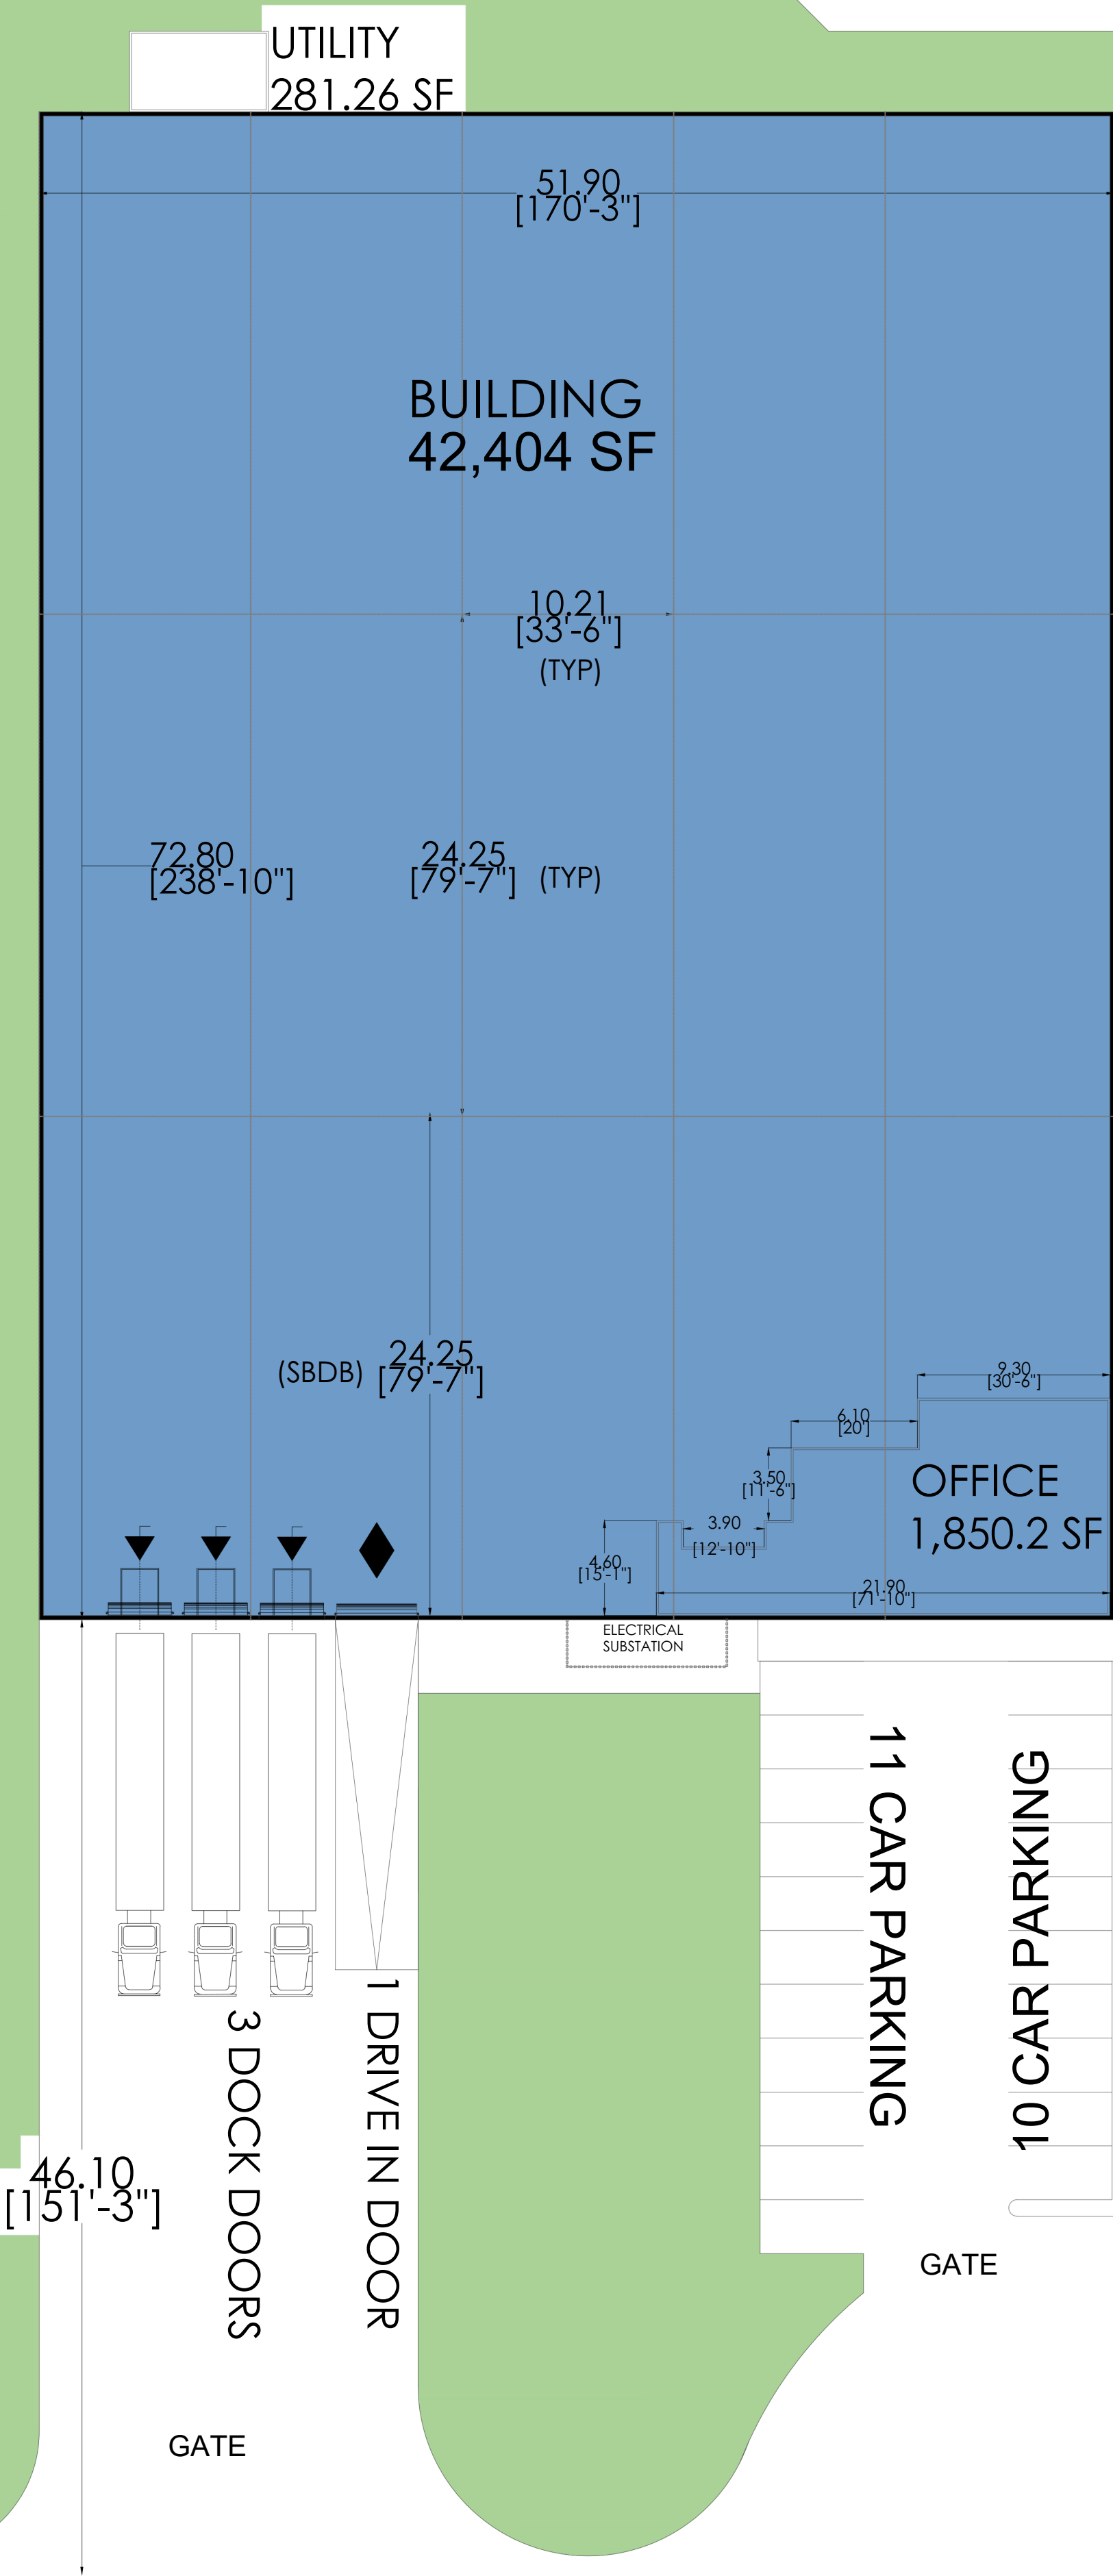 UTILITY
281.26 SF
51.90
[170'-3"]
BUILDING
42,404 SF
10.21
[33'-6"]
(TYP)
72.80
[238'-10"]
24.25
[79'-7"]
(TYP)
(SBDB)
24.25
[79'-7"]
9.30
[30'-6"]
6.10
[20']
3.50
[11'-6"]
3.90
[12'-10"]
4.60
[15'-1"]
OFFICE
1,850.2 SF
21.90
[71'-10"]
ELECTRICAL
SUBSTATION
11 CAR PARKING
10 CAR PARKING
3 DOCK DOORS
1 DRIVE IN DOOR
46.10
[151'-3"]
GATE
GATE